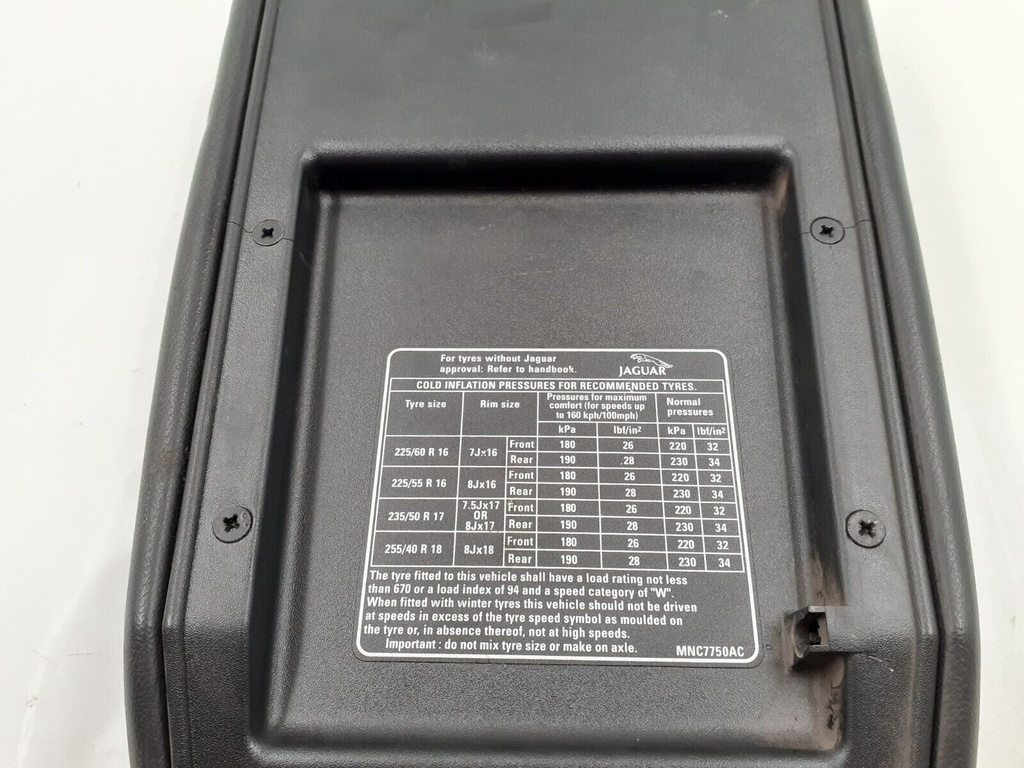 For tyres without Jaguar
approval: Refer to handbook.
JAGUAR
COLD INFLATION PRESSURES FOR RECOMMENDED TYRES.
Tyre size Rim size Pressures for maximum comfort (for speeds up to 160 kph/100mph) Normal pressures
kPa lbf/in² kPa lbf/in²
225/60 R 16 7Jx16 Front 180 26 220 32
Rear 190 28 230 34
225/55 R 16 8Jx16 Front 180 26 220 32
Rear 190 28 230 34
235/50 R 17 7.5Jx17 OR 8Jx17 Front 180 26 220 32
Rear 190 28 230 34
255/40 R 18 8Jx18 Front 180 26 220 32
Rear 190 28 230 34
The tyre fitted to this vehicle shall have a load rating not less
than 670 or a load index of 94 and a speed category of "W".
When fitted with winter tyres this vehicle should not be driven
at speeds in excess of the tyre speed symbol as moulded on
the tyre or, in absence thereof, not at high speeds.
Important : do not mix tyre size or make on axle.
MNC7750AC